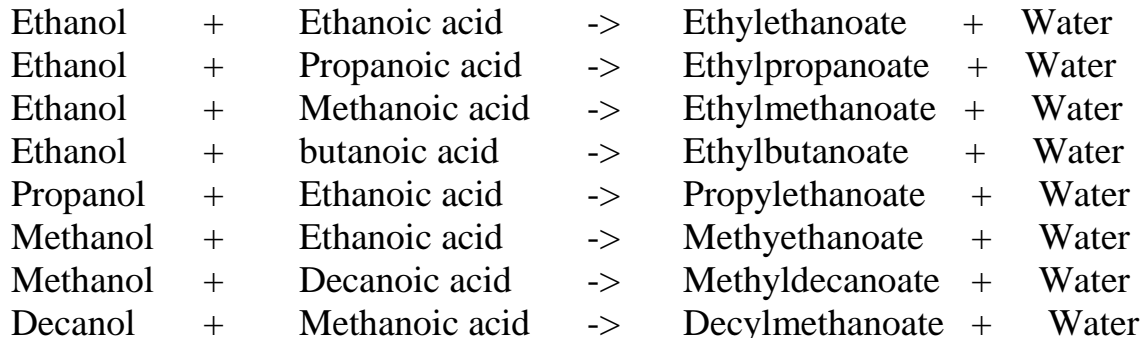 Ethanol + Ethanoic acid -> Ethylethanoate + Water
Ethanol + Propanoic acid -> Ethylpropanoate + Water
Ethanol + Methanoic acid -> Ethylmethanoate + Water
Ethanol + butanoic acid -> Ethylbutanoate + Water
Propanol + Ethanoic acid -> Propylethanoate + Water
Methanol + Ethanoic acid -> Methyethanoate + Water
Methanol + Decanoic acid -> Methyldecanoate + Water
Decanol + Methanoic acid -> Decylmethanoate + Water